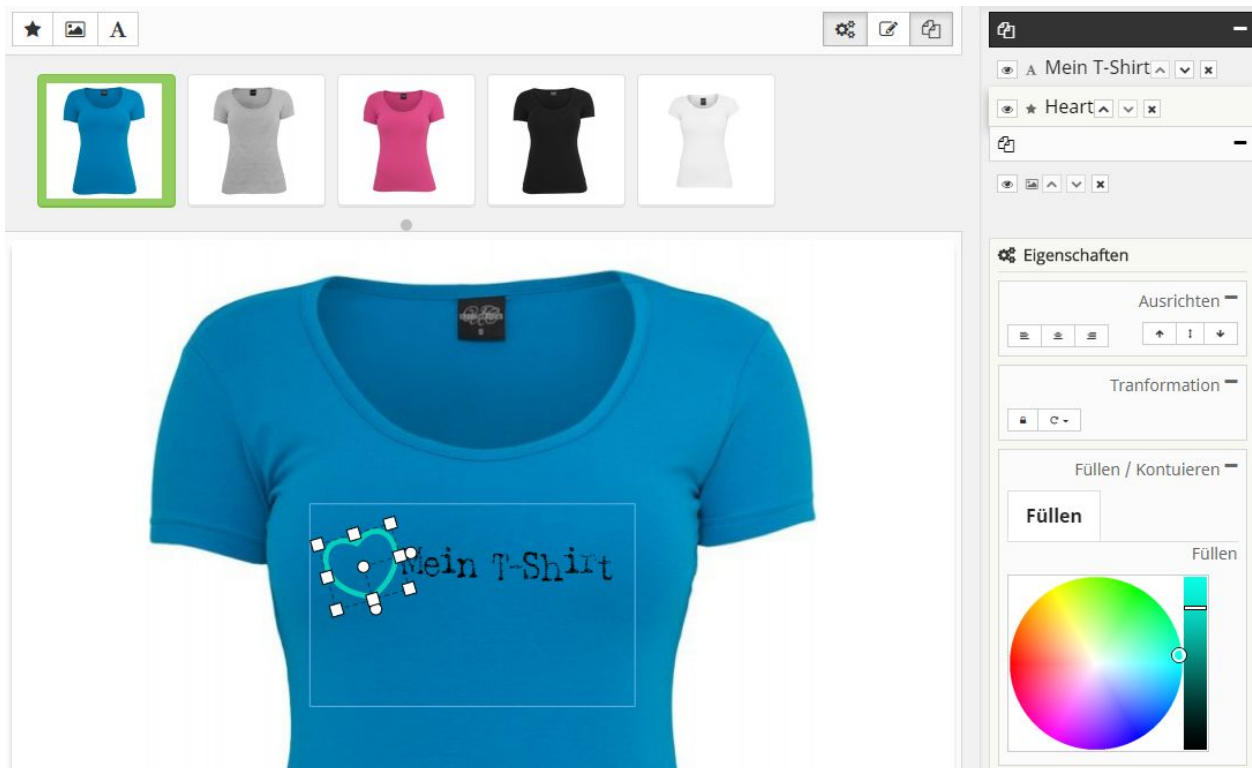 A
A Mein T-Shirt
Heart
Eigenschaften
Ausrichten
Tranformation
Füllen / Kontuieren
Füllen
Füllen
Mein T-Shirt